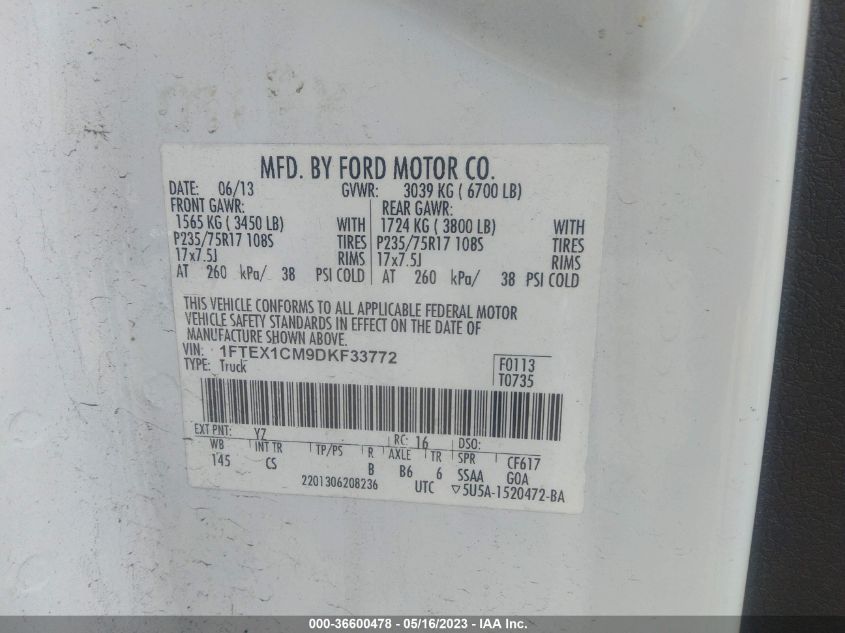 MFD. BY FORD MOTOR CO.
DATE: 06/13 GVWR: 3039 KG ( 6700 LB)
FRONT GAWR: REAR GAWR:
1565 KG ( 3450 LB) WITH 1724 KG ( 3800 LB) WITH
P235/75R17 108S TIRES P235/75R17 108S TIRES
17x7.5J RIMS 17x7.5J RIMS
AT 260 kPa/ 38 PSI COLD AT 260 kPa/ 38 PSI COLD
THIS VEHICLE CONFORMS TO ALL APPLICABLE FEDERAL MOTOR
VEHICLE SAFETY STANDARDS IN EFFECT ON THE DATE OF
MANUFACTURE SHOWN ABOVE.
VIN: 1FTEX1CM9DKF33772 F0113
TYPE: Truck T0735
EXT PNT: YZ RC: 16 DSO:
WB INT TR TP/PS R AXLE TR SPR CF617
145 CS B B6 6 SSAA GOA
2201306208236 UTC ▽5U5A-1520472-BA
000-36600478 - 05/16/2023 - 076 - IBDTR01